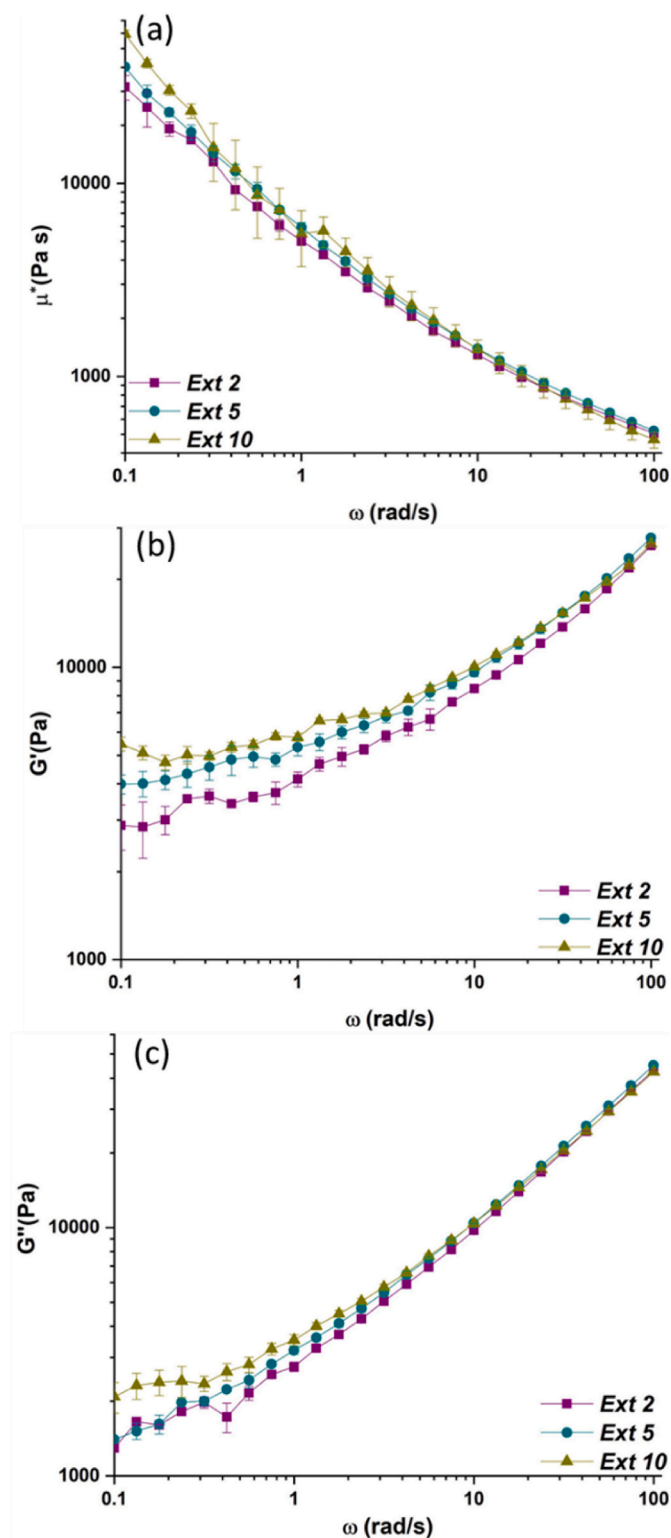 (a)
10000
μ*(Pa s)
1000
Ext 2
Ext 5
Ext 10
0.1 1 10 100
ω (rad/s)
(b)
10000
G'(Pa)
Ext 2
Ext 5
Ext 10
1000
0.1 1 10 100
ω (rad/s)
(c)
10000
G''(Pa)
Ext 2
Ext 5
Ext 10
1000
0.1 1 10 100
ω (rad/s)